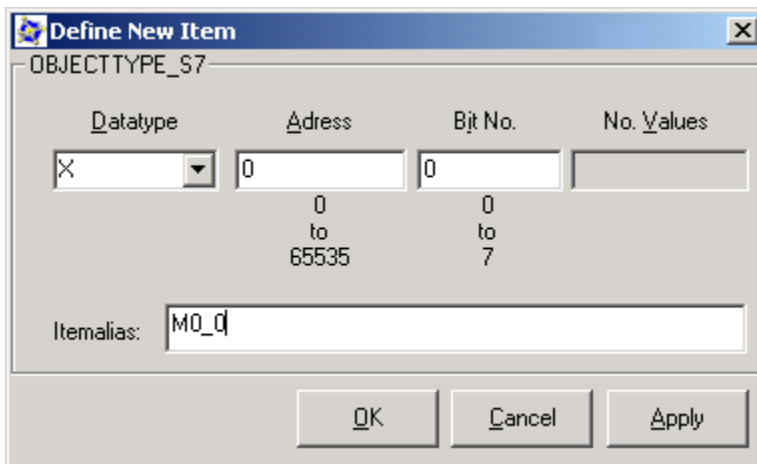 Define New Item
OBJECTTYPE_S7
Datatype Adress Bit No. No. Values
X 0 0
0 0
to to
65535 7
Itemalias: M0_0
OK Cancel Apply